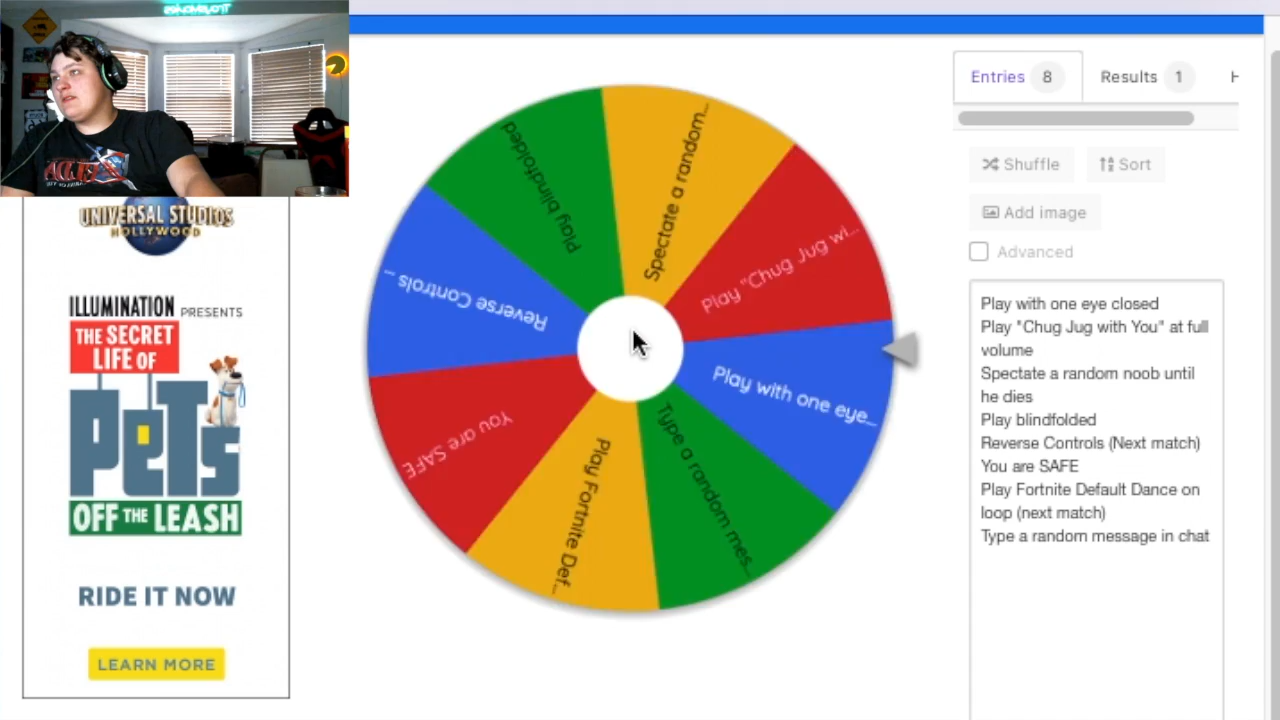 UNIVERSAL STUDIOS
HOLLYWOOD
ILLUMINATION PRESENTS
THE SECRET
LIFE OF
PETS
OFF THE LEASH
RIDE IT NOW
LEARN MORE
Play blindfolded
Spectate a random...
Play "Chug Jug wi...
Play with one eye...
Type a random mes...
Play Fortnite Def...
You are SAFE
Reverse Controls ...
Entries 8
Results 1
H
Shuffle
Sort
Add image
Advanced
Play with one eye closed
Play "Chug Jug with You" at full
volume
Spectate a random noob until
he dies
Play blindfolded
Reverse Controls (Next match)
You are SAFE
Play Fortnite Default Dance on
loop (next match)
Type a random message in chat